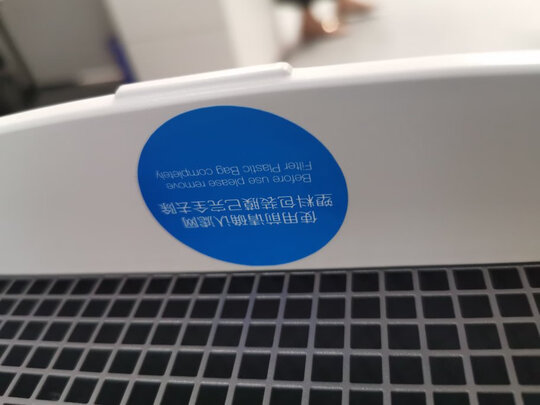 使用前请确认滤网
塑料包装膜已完全去除
Before use please remove
Filter Plastic Bag completely